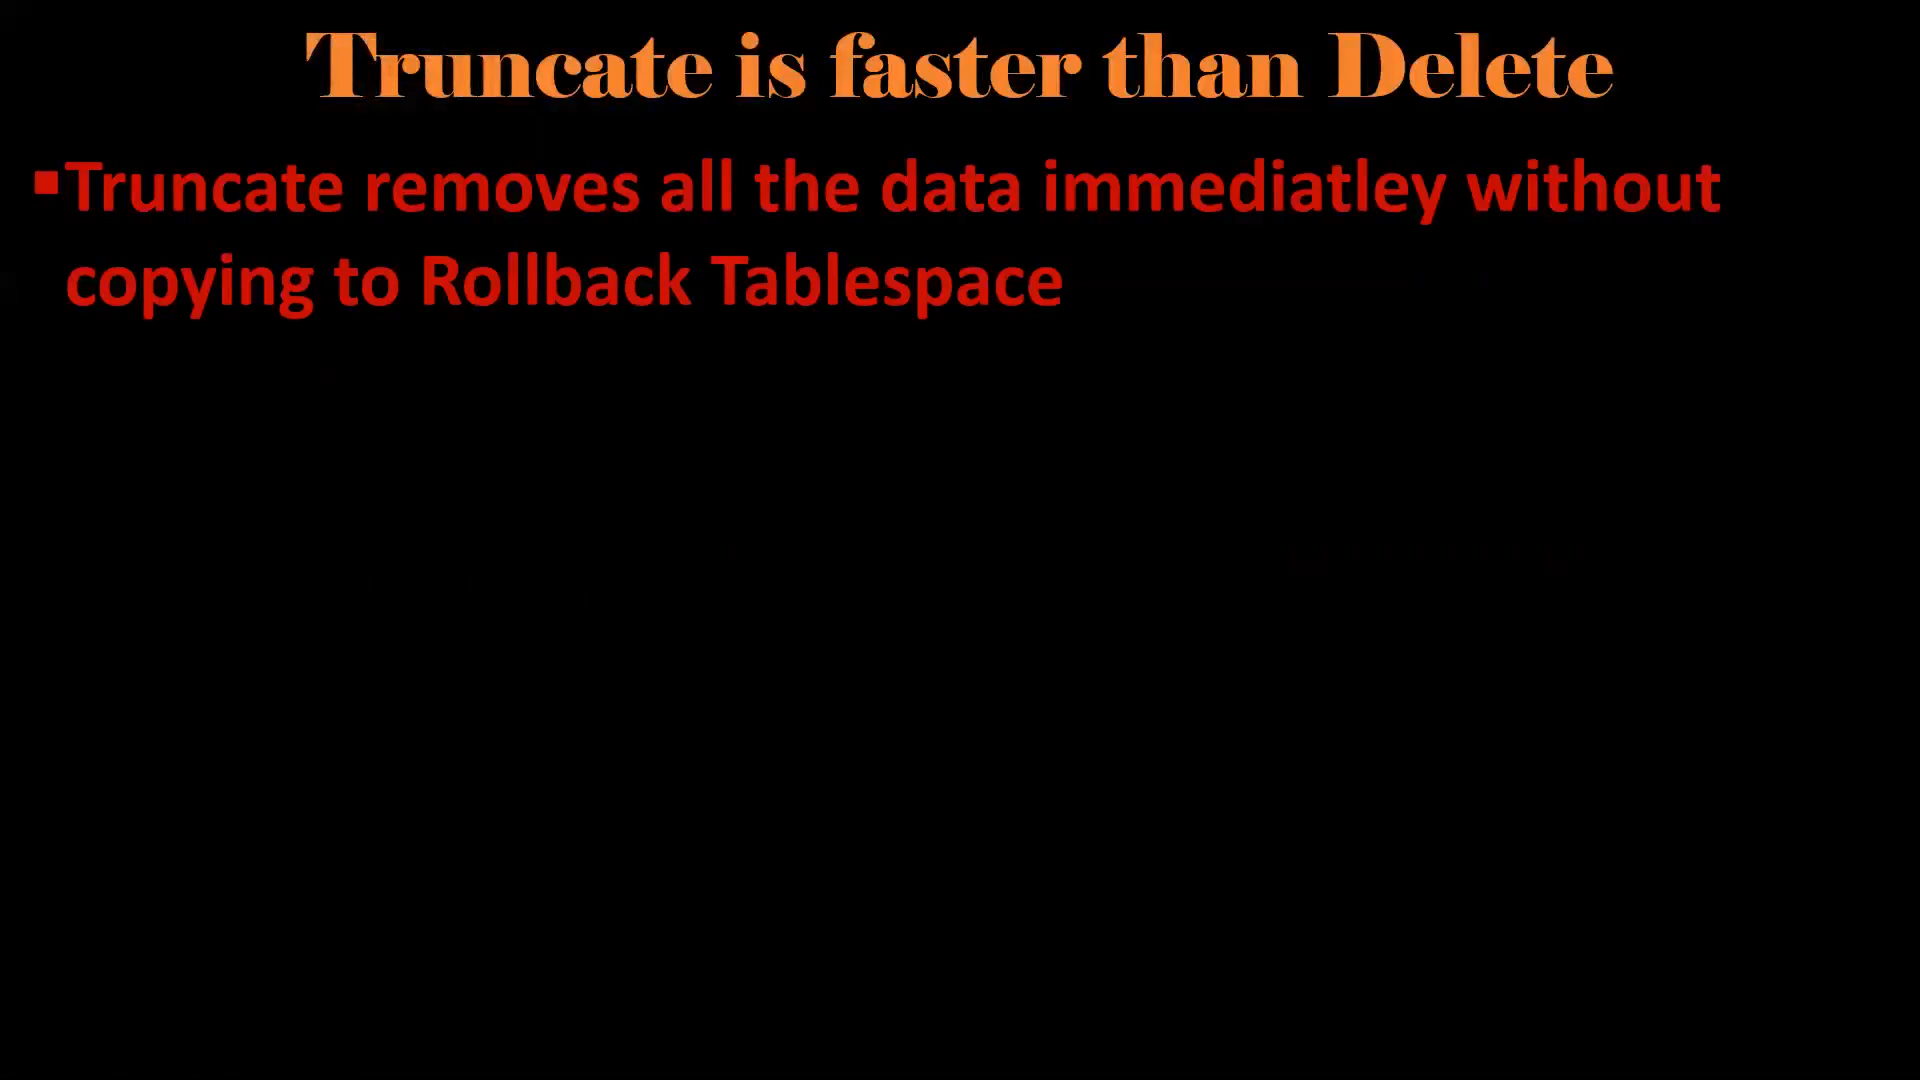 Truncate is faster than Delete
▪Truncate removes all the data immediatley without
copying to Rollback Tablespace